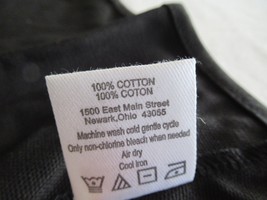 100% COTTON
100% COTON
1500 East Main Street
Newark,Ohio 43055
Machine wash cold gentle cycle
Only non-chlorine bleach when needed
Air dry
Cool iron